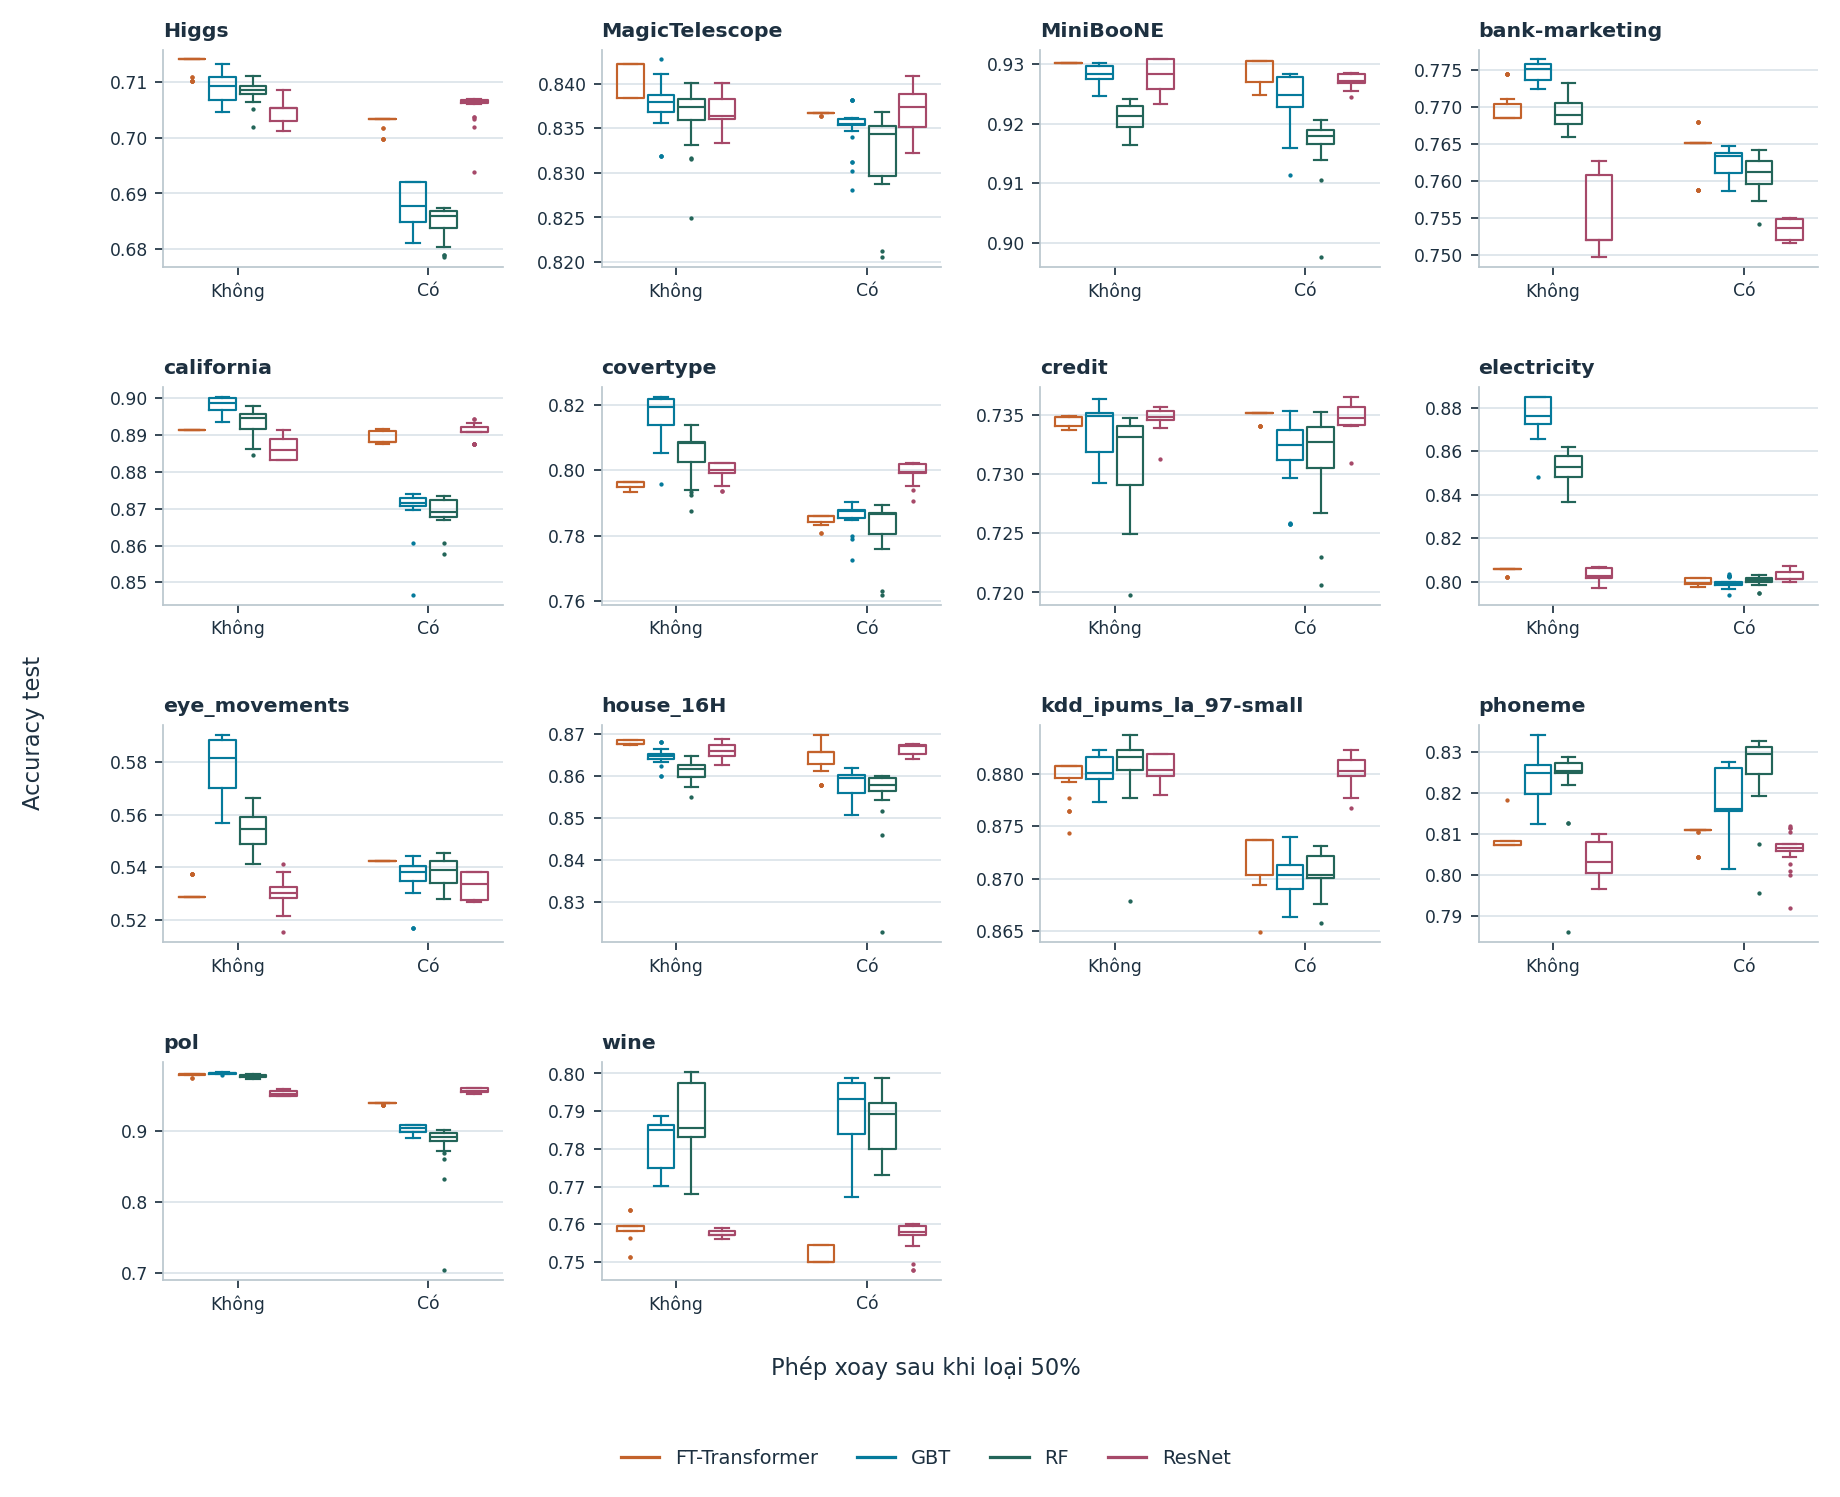 Higgs
MagicTelescope
MiniBooNE
bank-marketing
0.71
0.70
0.69
0.68
Không
Có
0.840
0.835
0.830
0.825
0.820
Không
Có
0.93
0.92
0.91
0.90
Không
Có
0.775
0.770
0.765
0.760
0.755
0.750
Không
Có
california
covertype
credit
electricity
0.90
0.89
0.88
0.87
0.86
0.85
Không
Có
0.82
0.80
0.78
0.76
Không
Có
0.735
0.730
0.725
0.720
Không
Có
0.88
0.86
0.84
0.82
0.80
Không
Có
Accuracy test
eye_movements
house_16H
kdd_ipums_la_97-small
phoneme
0.58
0.56
0.54
0.52
Không
Có
0.87
0.86
0.85
0.84
0.83
Không
Có
0.880
0.875
0.870
0.865
Không
Có
0.83
0.82
0.81
0.80
0.79
Không
Có
pol
wine
0.9
0.8
0.7
Không
Có
0.80
0.79
0.78
0.77
0.76
0.75
Không
Có
Phép xoay sau khi loại 50%
FT-Transformer
GBT
RF
ResNet